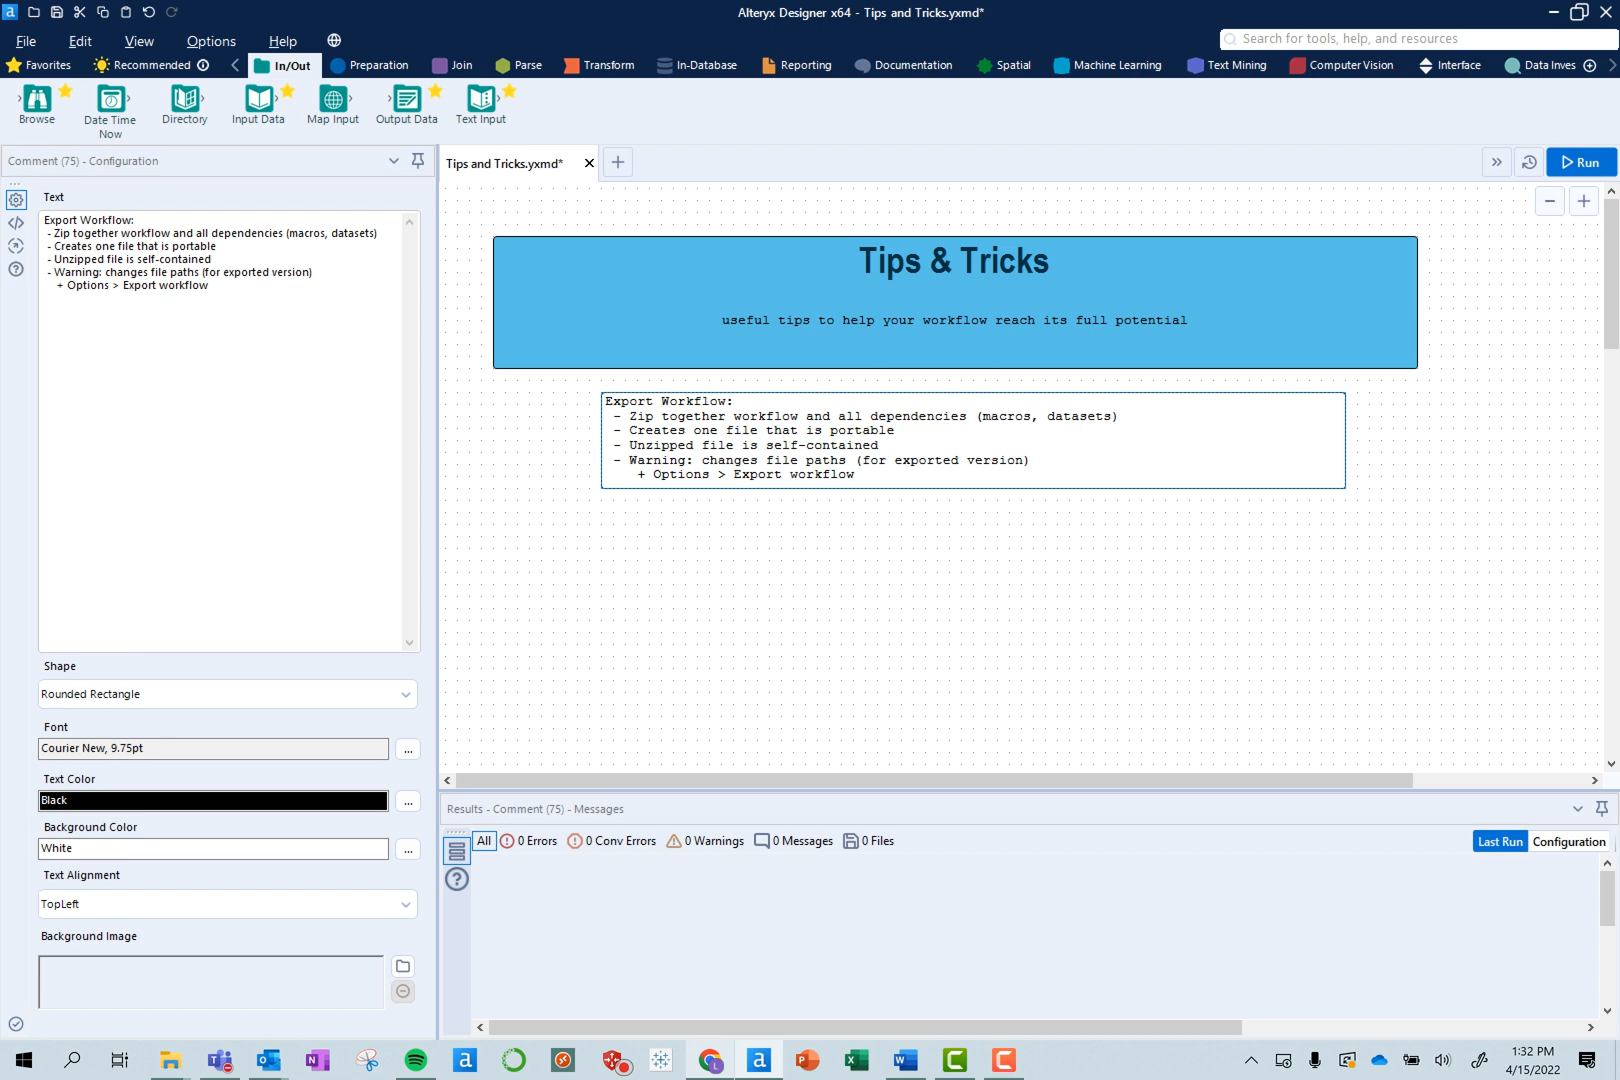 Alteryx Designer x64 - Tips and Tricks.yxmd*
File Edit View Options Help
Search for tools, help, and resources
Favorites Recommended In/Out Preparation Join Parse Transform In-Database Reporting Documentation Spatial Machine Learning Text Mining Computer Vision Interface Data Inves
Browse
Date Time
Now
Directory
Input Data
Map Input
Output Data
Text Input
Comment (75) - Configuration
Tips and Tricks.yxmd*
Run
Text
Export Workflow:
- Zip together workflow and all dependencies (macros, datasets)
- Creates one file that is portable
- Unzipped file is self-contained
- Warning: changes file paths (for exported version)
+ Options > Export workflow
Shape
Rounded Rectangle
Font
Courier New, 9.75pt
...
Text Color
Black
...
Background Color
White
...
Text Alignment
TopLeft
Background Image
Tips & Tricks
useful tips to help your workflow reach its full potential
Export Workflow:
- Zip together workflow and all dependencies (macros, datasets)
- Creates one file that is portable
- Unzipped file is self-contained
- Warning: changes file paths (for exported version)
+ Options > Export workflow
Results - Comment (75) - Messages
All 0 Errors 0 Conv Errors 0 Warnings 0 Messages 0 Files
Last Run Configuration
1:32 PM
4/15/2022